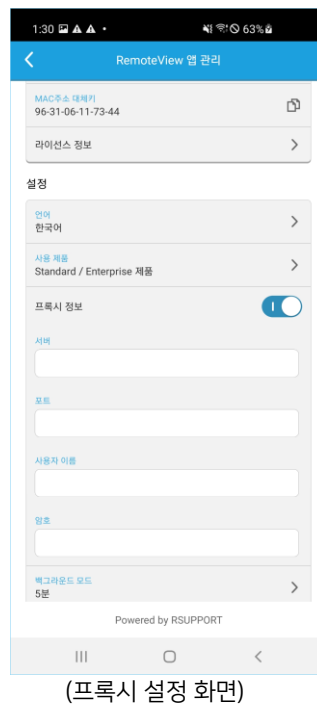 1:30
63%
RemoteView 앱 관리
MAC주소 대체키
96-31-06-11-73-44
라이선스 정보
설정
언어
한국어
사용 제품
Standard / Enterprise 제품
프록시 정보
서버
포트
사용자 이름
암호
백그라운드 모드
5분
Powered by RSUPPORT
(프록시 설정 화면)